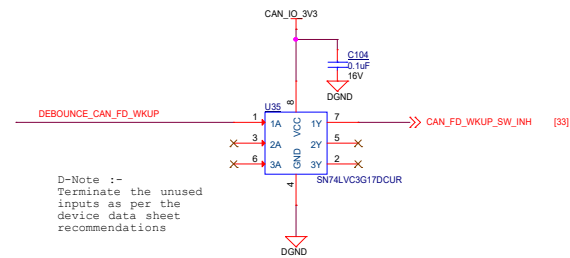 CAN_IO_3V3
C104
0.1uF
16V
DGND
U35
8
DEBOUNCE_CAN_FD_WKUP
1 1A VCC 1Y 7
CAN_FD_WKUP_SW_INH [33]
3 2A 2Y 5
6 3A GND 3Y 2
SN74LVC3G17DCUR
4
D-Note :-
Terminate the unused
inputs as per the
device data sheet
recommendations
DGND